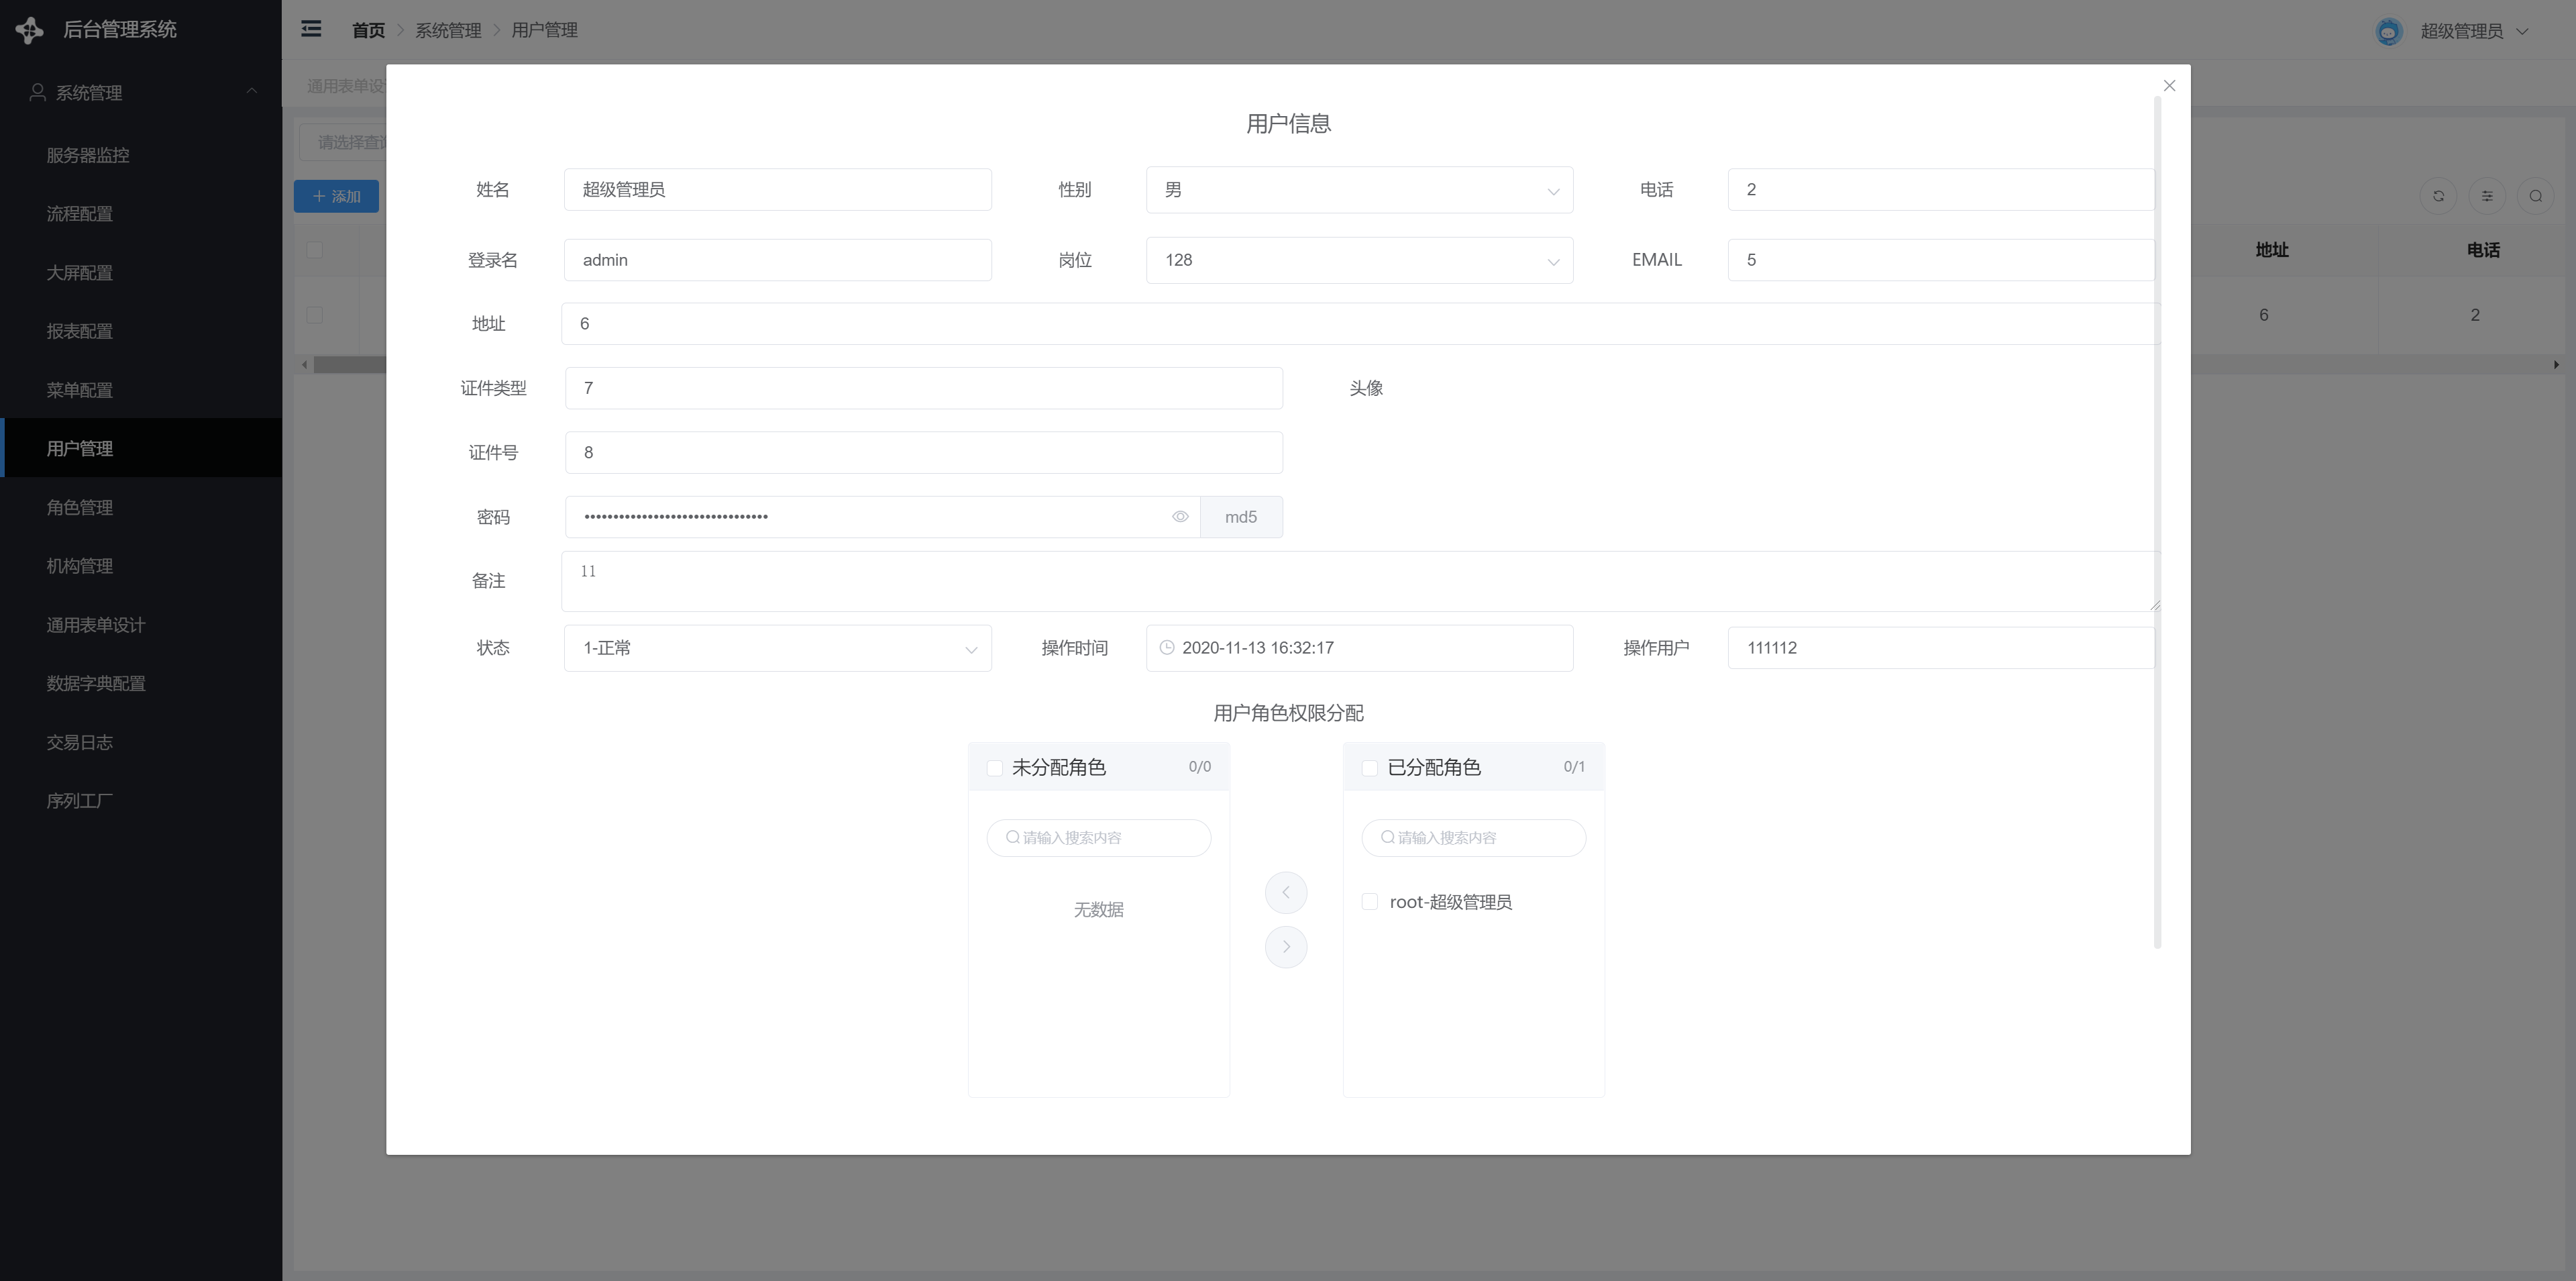 后台管理系统
首页 系统管理 用户管理
超级管理员
系统管理
服务器监控
流程配置
大屏配置
报表配置
菜单配置
用户管理
角色管理
机构管理
通用表单设计
数据字典配置
交易日志
序列工厂
通用表单设
请选择查
添加
地址 电话
6 2
用户信息
姓名 超级管理员 性别 男 电话 2
登录名 admin 岗位 128 EMAIL 5
地址 6
证件类型 7 头像
证件号 8
密码 •••••••••••••••••••••••••••••••• md5
备注 11
状态 1-正常 操作时间 2020-11-13 16:32:17 操作用户 111112
用户角色权限分配
未分配角色 0/0
请输入搜索内容
无数据
已分配角色 0/1
请输入搜索内容
root-超级管理员